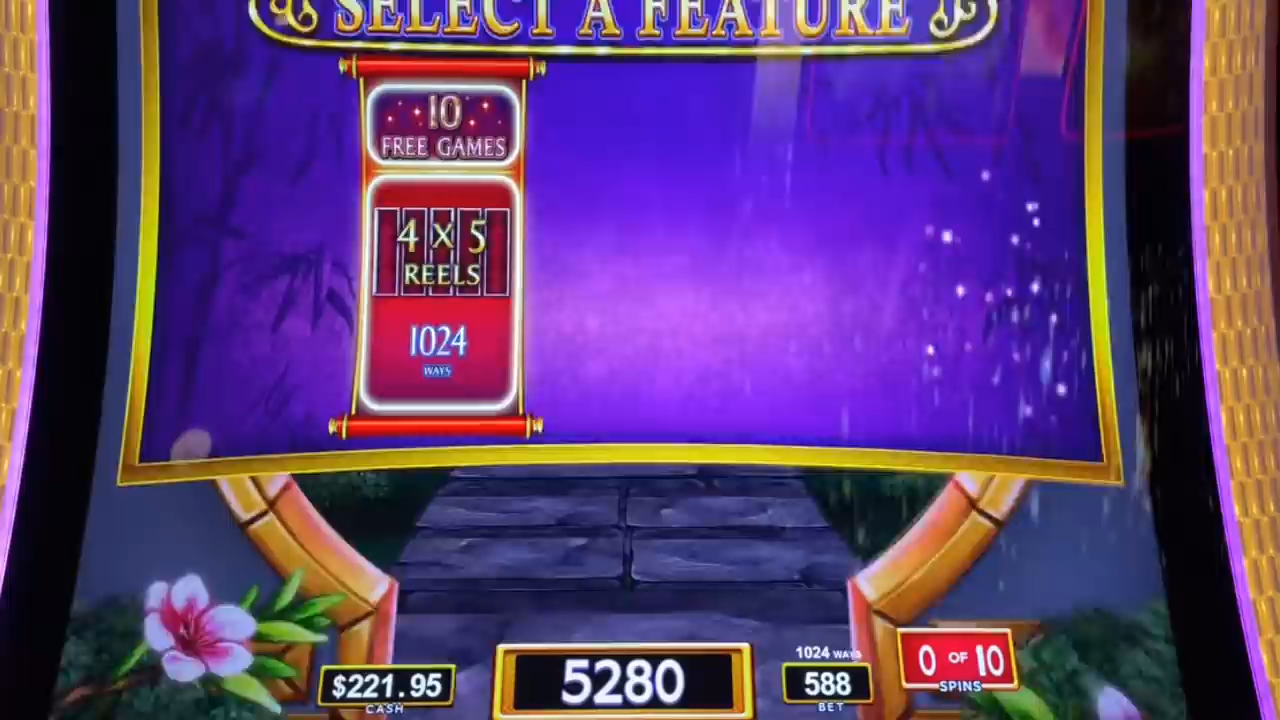 SELECT A FEATURE
10
FREE GAMES
4 X 5
REELS
1024
WAYS
$221.95
CASH
5280
1024 WAYS
588
BET
0 OF 10
SPINS